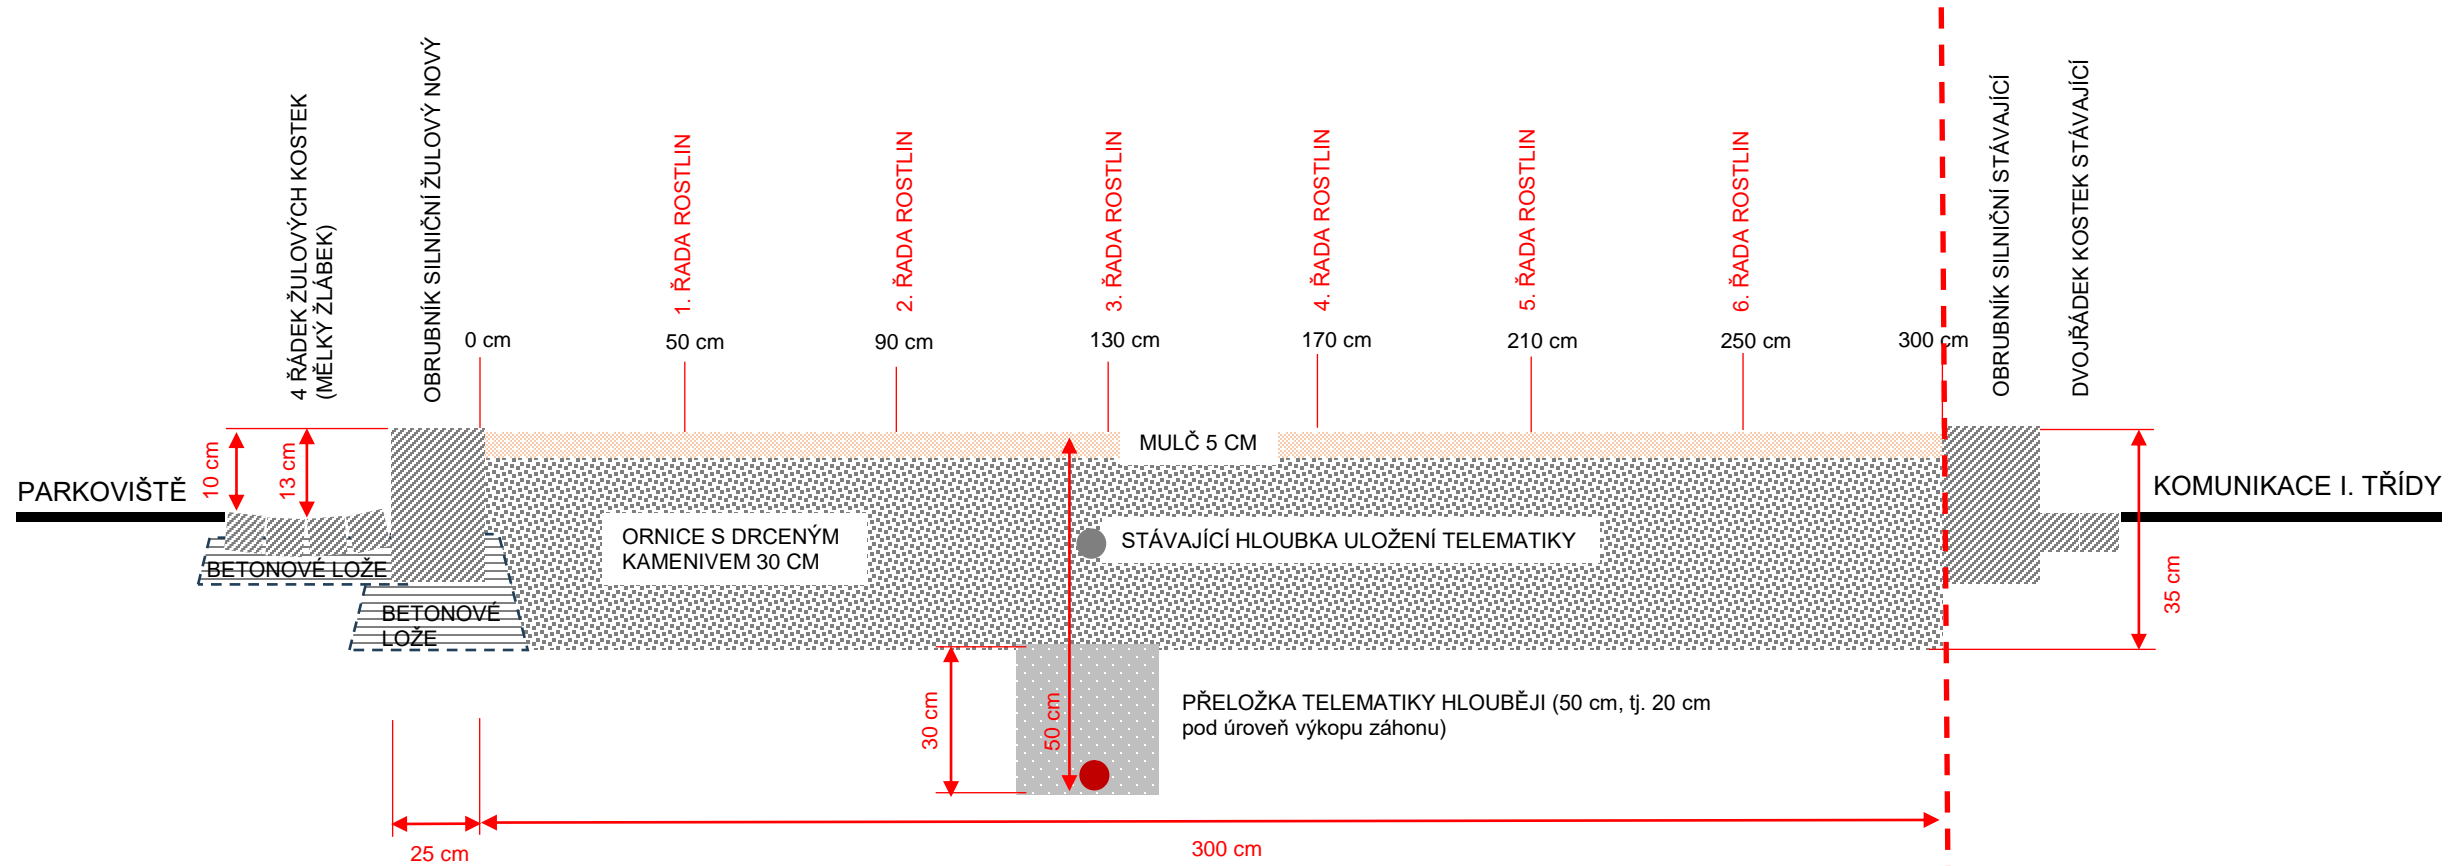 4 ŘÁDEK ŽULOVÝCH KOSTEK
(MĚLKÝ ŽLÁBEK)
OBRUBNÍK SILNIČNÍ ŽULOVÝ NOVÝ
1. ŘADA ROSTLIN
2. ŘADA ROSTLIN
3. ŘADA ROSTLIN
4. ŘADA ROSTLIN
5. ŘADA ROSTLIN
6. ŘADA ROSTLIN
OBRUBNÍK SILNIČNÍ STÁVAJÍCÍ
DVOJŘÁDEK KOSTEK STÁVAJÍCÍ
0 cm
50 cm
90 cm
130 cm
170 cm
210 cm
250 cm
300 cm
10 cm
13 cm
MULČ 5 CM
PARKOVIŠTĚ
KOMUNIKACE I. TŘÍDY
ORNICE S DRCENÝM
KAMENIVEM 30 CM
STÁVAJÍCÍ HLOUBKA ULOŽENÍ TELEMATIKY
BETONOVÉ LOŽE
BETONOVÉ
LOŽE
35 cm
30 cm
50 cm
PŘELOŽKA TELEMATIKY HLOUBĚJI (50 cm, tj. 20 cm
pod úroveň výkopu záhonu)
25 cm
300 cm